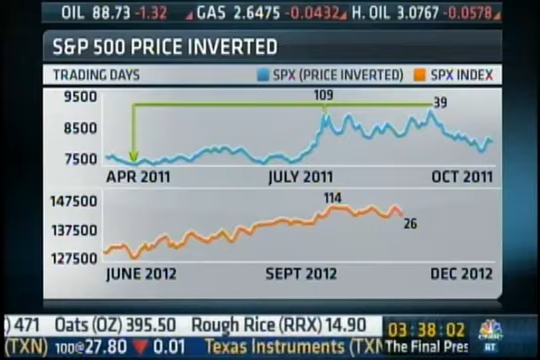 OIL 88.73 -1.32 GAS 2.6475 -0.0432 H. OIL 3.0767 -0.0578
S&P 500 PRICE INVERTED
TRADING DAYS SPX (PRICE INVERTED) SPX INDEX
9500
8500
7500
109
39
APR 2011 JULY 2011 OCT 2011
147500
137500
127500
114
26
JUNE 2012 SEPT 2012 DEC 2012
) 471 Oats (OZ) 395.50 Rough Rice (RRX) 14.90
(TXN) 100@27.80 0.01 Texas Instruments (TXN
03:38:02
CNBC
RT
The Final Pres